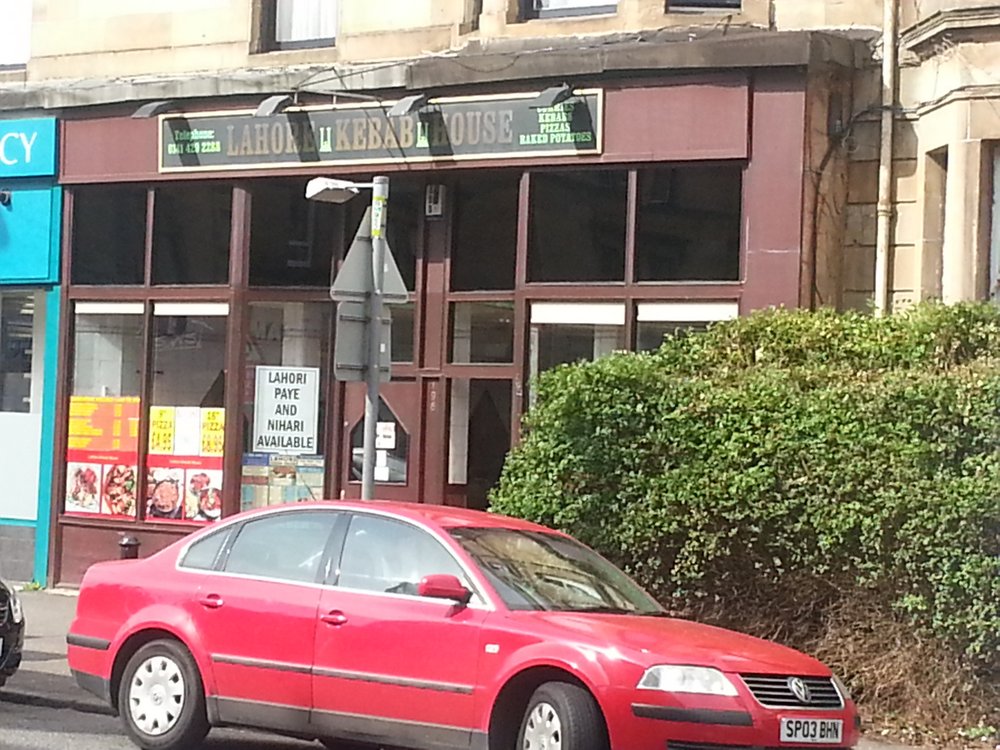 CY
Telephone:
0141 429 2288
LAHORE KEBAB HOUSE
KEBABS
PIZZAS
BAKED POTATOES
LAHORI
PAYE
AND
NIHARI
AVAILABLE
PIZZA
PIZZA
SP03 BHN